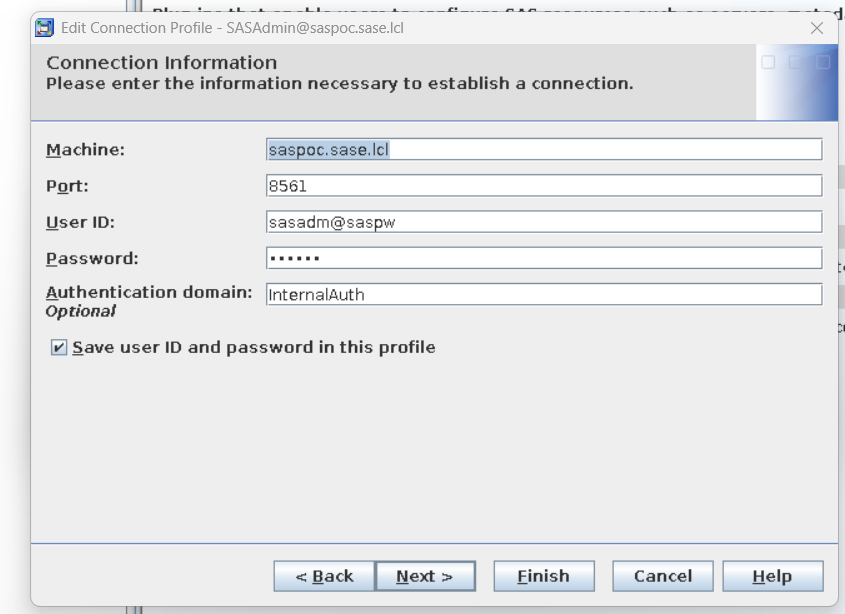 Edit Connection Profile - SASAdmin@saspoc.sase.lcl
Connection Information
Please enter the information necessary to establish a connection.
Machine:
saspoc.sase.lcl
Port:
8561
User ID:
sasadm@saspw
Password:
••••••
Authentication domain:
InternalAuth
Optional
Save user ID and password in this profile
< Back
Next >
Finish
Cancel
Help